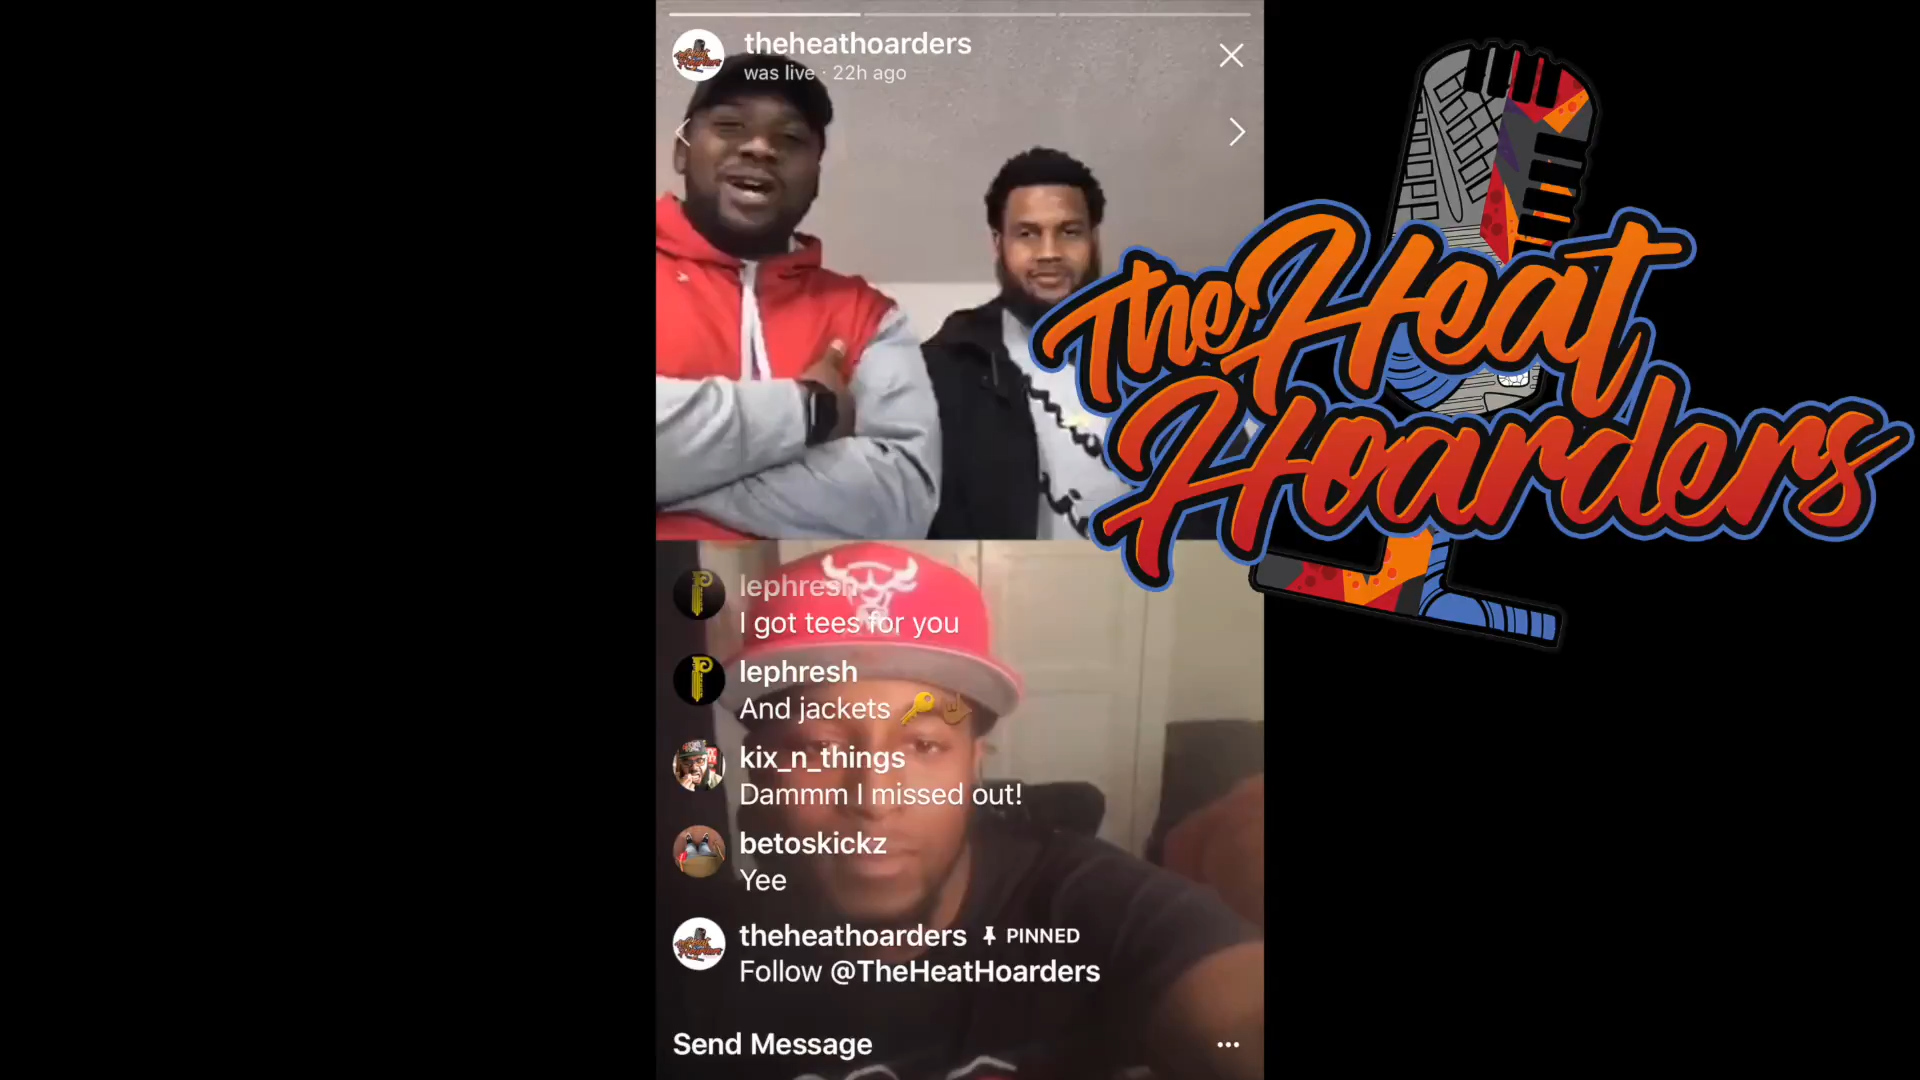 theheathoarders
was live · 22h ago
The Heat
Hoarders
lephresh
I got tees for you
lephresh
And jackets 🔑🤙🏾
kix_n_things
Dammm I missed out!
betoskickz
Yee
theheathoarders PINNED
Follow @TheHeatHoarders
Send Message